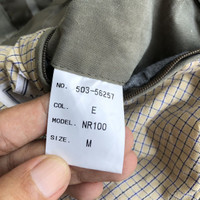 NO. 503-56257
COL. E
MODEL. NR100
SIZE. M